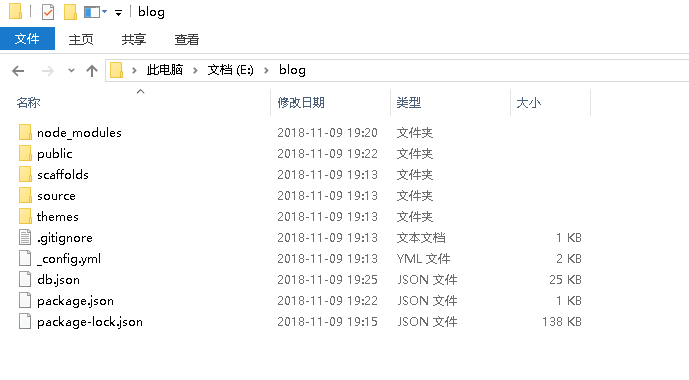 blog
文件 主页 共享 查看
此电脑 文档 (E:) blog
名称 修改日期 类型 大小
node_modules 2018-11-09 19:20 文件夹
public 2018-11-09 19:22 文件夹
scaffolds 2018-11-09 19:13 文件夹
source 2018-11-09 19:13 文件夹
themes 2018-11-09 19:13 文件夹
.gitignore 2018-11-09 19:13 文本文档 1 KB
_config.yml 2018-11-09 19:13 YML 文件 2 KB
db.json 2018-11-09 19:25 JSON 文件 25 KB
package.json 2018-11-09 19:22 JSON 文件 1 KB
package-lock.json 2018-11-09 19:15 JSON 文件 138 KB